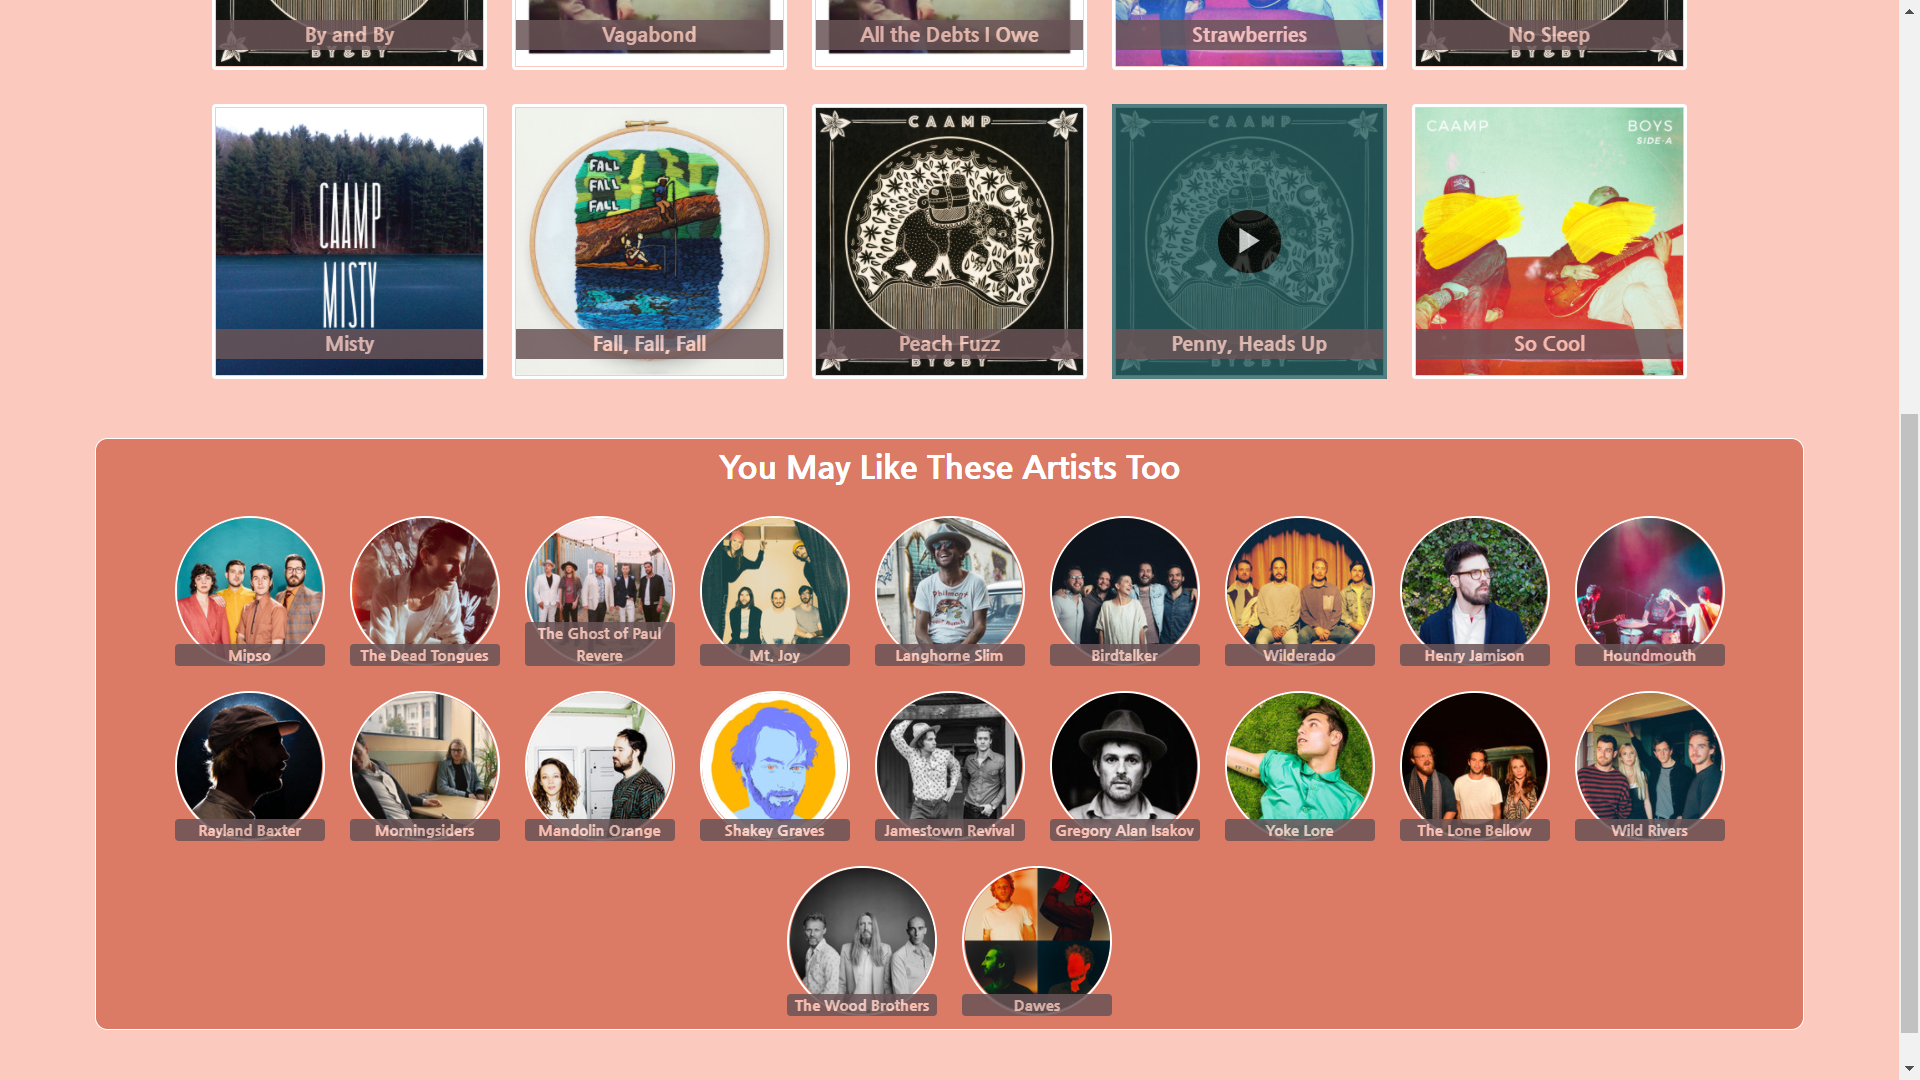 By and By
Vagabond
All the Debts I Owe
Strawberries
No Sleep
BY & BY
BY & BY
CAAMP
MISTY
Misty
FALL
FALL
FALL
Fall, Fall, Fall
CAAMP
Peach Fuzz
BY & BY
CAAMP
Penny, Heads Up
BY & BY
CAAMP
BOYS
SIDE-A
So Cool
You May Like These Artists Too
Mipso
The Dead Tongues
The Ghost of Paul
Revere
Mt. Joy
Langhorne Slim
Birdtalker
Wilderado
Henry Jamison
Houndmouth
Rayland Baxter
Morningsiders
Mandolin Orange
Shakey Graves
Jamestown Revival
Gregory Alan Isakov
Yoke Lore
The Lone Bellow
Wild Rivers
The Wood Brothers
Dawes